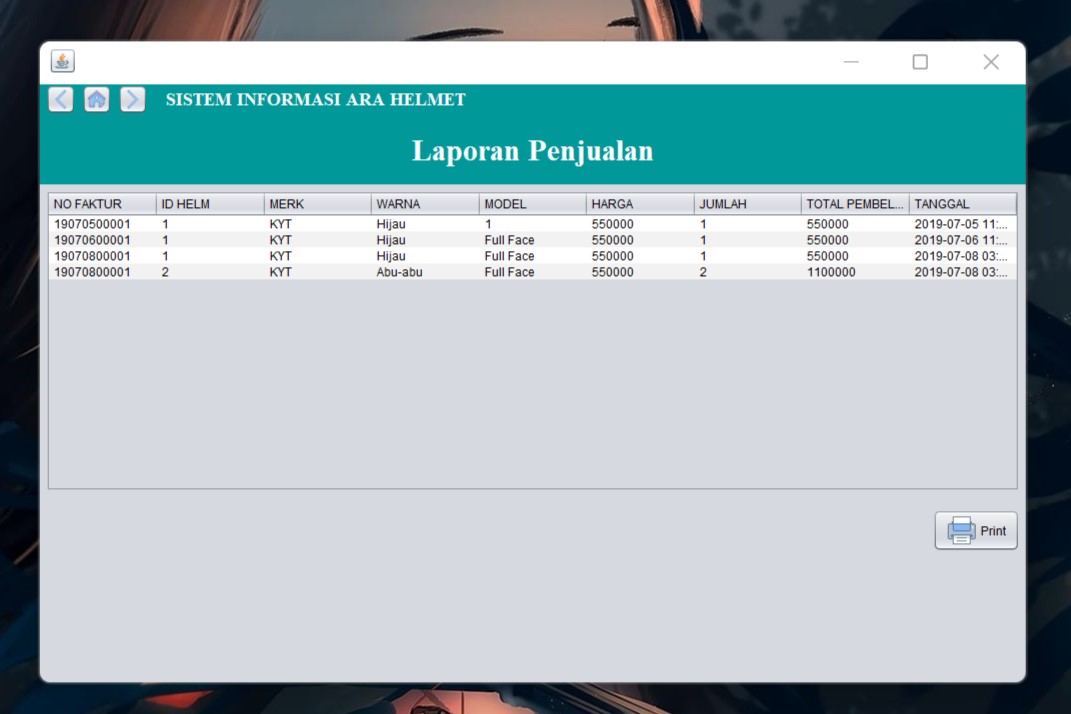 SISTEM INFORMASI ARA HELMET
Laporan Penjualan
NO FAKTUR ID HELM MERK WARNA MODEL HARGA JUMLAH TOTAL PEMBEL... TANGGAL
19070500001 1 KYT Hijau 1 550000 1 550000 2019-07-05 11:...
19070600001 1 KYT Hijau Full Face 550000 1 550000 2019-07-06 11:...
19070800001 1 KYT Hijau Full Face 550000 1 550000 2019-07-08 03:...
19070800001 2 KYT Abu-abu Full Face 550000 2 1100000 2019-07-08 03:...
Print